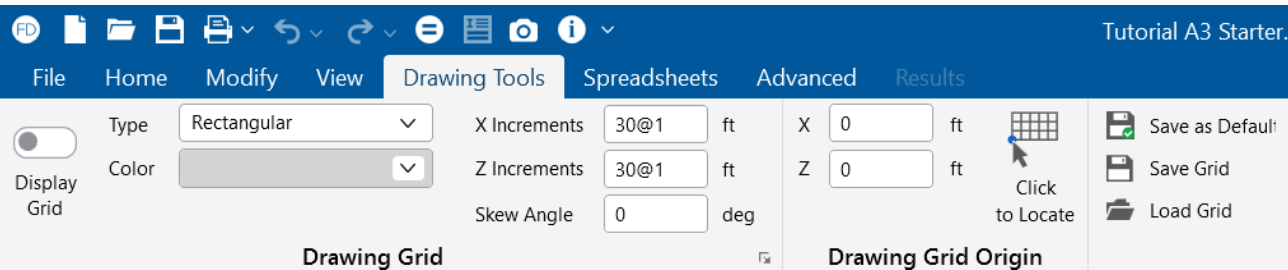 FD
Tutorial A3 Starter.
File Home Modify View Drawing Tools Spreadsheets Advanced Results
Type Rectangular X Increments 30@1 ft X 0 ft Save as Default
Color Z Increments 30@1 ft Z 0 ft Save Grid
Display Grid
Skew Angle 0 deg Click to Locate Load Grid
Drawing Grid Drawing Grid Origin